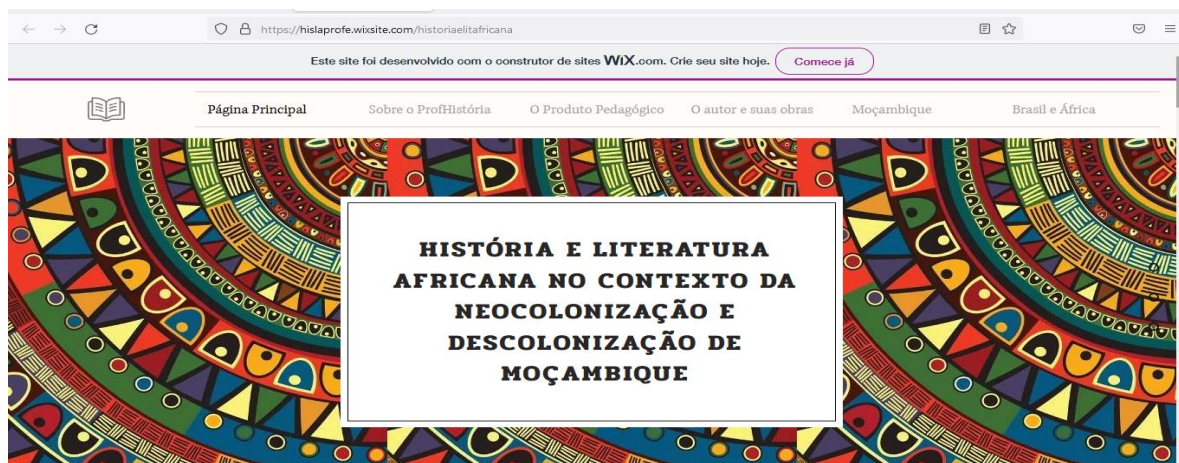 https://hislaprofe.wixsite.com/historiaelitafricana
Este site foi desenvolvido com o construtor de sites WiX.com. Crie seu site hoje. Comece já
Página Principal Sobre o ProfHistória O Produto Pedagógico O autor e suas obras Moçambique Brasil e África
HISTÓRIA E LITERATURA
AFRICANA NO CONTEXTO DA
NEOCOLONIZAÇÃO E
DESCOLONIZAÇÃO DE
MOÇAMBIQUE